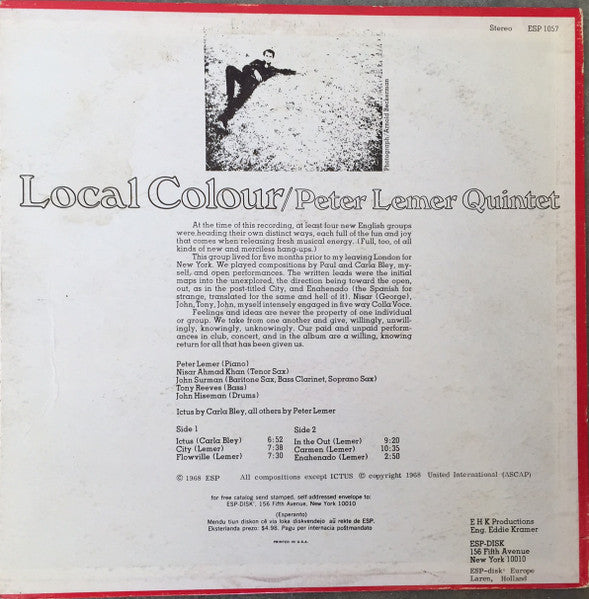 Stereo ESP 1057
Photograph: Arnold Beckerman
Local Colour/Peter Lemer Quintet
At the time of this recording, at least four new English groups
were heading their own distinct ways, each full of the fun and joy
that comes when releasing fresh musical energy. (Full, too, of all
kinds of new and merciless hang-ups.)
This group lived for five months prior to my leaving London for
New York. We played compositions by Paul and Carla Bley, my-
self, and open performances. The written leads were the initial
maps into the unexplored, the direction being toward the open,
out, as in the post-titled City, and Enahenado (the Spanish for
strange, translated for the same and hell of it). Nisar (George),
John, Tony, John, myself intensely engaged in five way Colla Voce.
Feelings and ideas are never the property of one individual
or group. We take from one another and give, willingly, unwill-
ingly, knowingly, unknowingly. Our paid and unpaid perform-
ances in club, concert, and in the album are a willing, knowing
return for all that has been given us.
Peter Lemer (Piano)
Nisar Ahmad Khan (Tenor Sax)
John Surman (Baritone Sax, Bass Clarinet, Soprano Sax)
Tony Reeves (Bass)
John Hiseman (Drums)
Ictus by Carla Bley, all others by Peter Lemer
Side 1
Ictus (Carla Bley) 6:52
City (Lemer) 7:38
Flowville (Lemer) 7:30
Side 2
In the Out (Lemer) 9:20
Carmen (Lemer) 10:35
Enahenado (Lemer) 2:50
© 1968 ESP All compositions except ICTUS © copyright 1968 United International (ASCAP)
for free catalog send stamped, self-addressed envelope to:
ESP-DISK', 156 Fifth Avenue, New York 10010
(Esperanto)
Mendu tiun diskon cê via loka diskvendejo aŭ rekte de ESP.
Eksterlanda prezo: $4.98. Pagu per internacia poŝtmandato
PRINTED IN U.S.A.
E H K Productions
Eng. Eddie Kramer
ESP-DISK
156 Fifth Avenue
New York 10010
ESP-disk' Europe
Laren, Holland